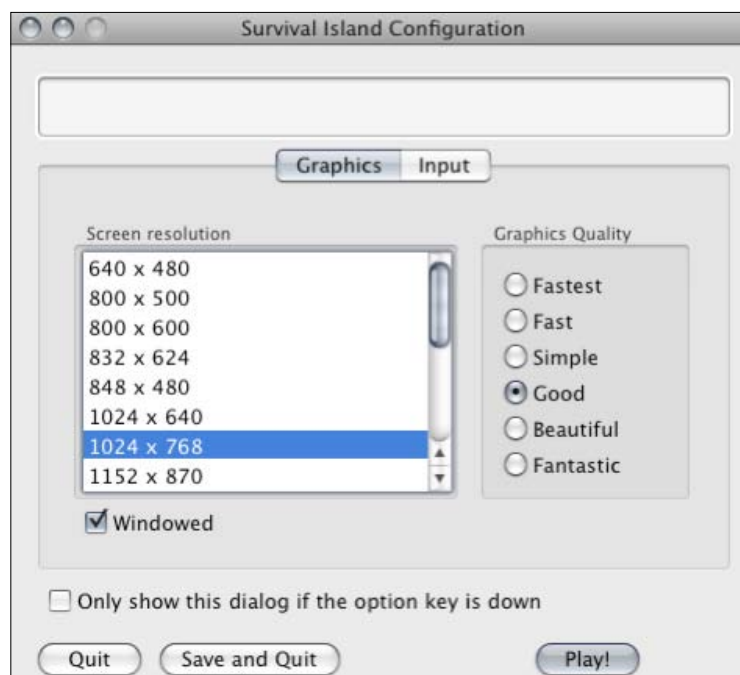 Survival Island Configuration
Graphics
Input
Screen resolution
640 x 480
800 x 500
800 x 600
832 x 624
848 x 480
1024 x 640
1024 x 768
1152 x 870
Windowed
Graphics Quality
Fastest
Fast
Simple
Good
Beautiful
Fantastic
Only show this dialog if the option key is down
Quit
Save and Quit
Play!